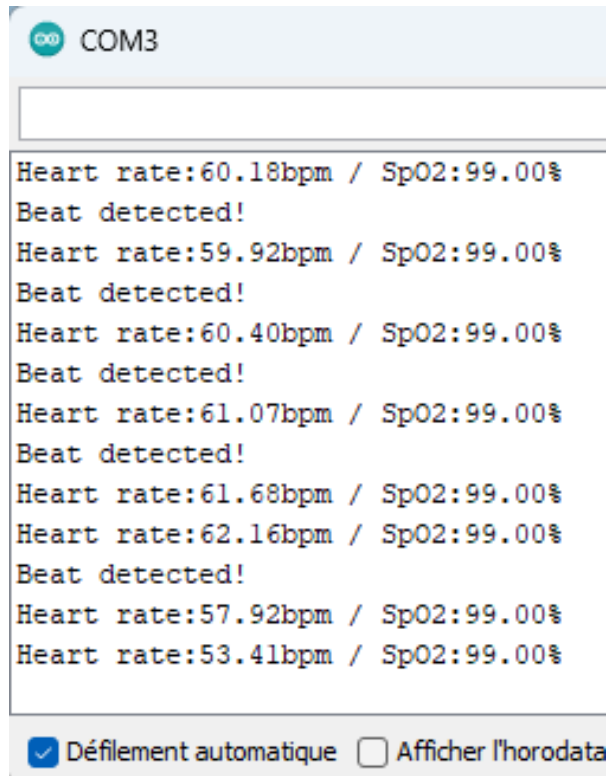 COM3
Heart rate:60.18bpm / SpO2:99.00%
Beat detected!
Heart rate:59.92bpm / SpO2:99.00%
Beat detected!
Heart rate:60.40bpm / SpO2:99.00%
Beat detected!
Heart rate:61.07bpm / SpO2:99.00%
Beat detected!
Heart rate:61.68bpm / SpO2:99.00%
Heart rate:62.16bpm / SpO2:99.00%
Beat detected!
Heart rate:57.92bpm / SpO2:99.00%
Heart rate:53.41bpm / SpO2:99.00%
Défilement automatique Afficher l'horodata